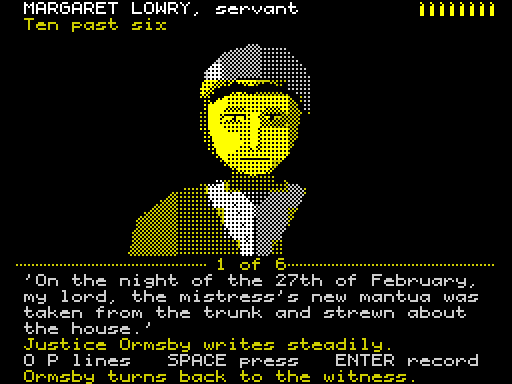 MARGARET LOWRY, servant
Ten past six
1 of 6
'On the night of the 27th of February,
my lord, the mistress's new mantua was
taken from the trunk and strewn about
the house.'
Justice Ormsby writes steadily.
O P lines   SPACE press   ENTER record
Ormsby turns back to the witness.